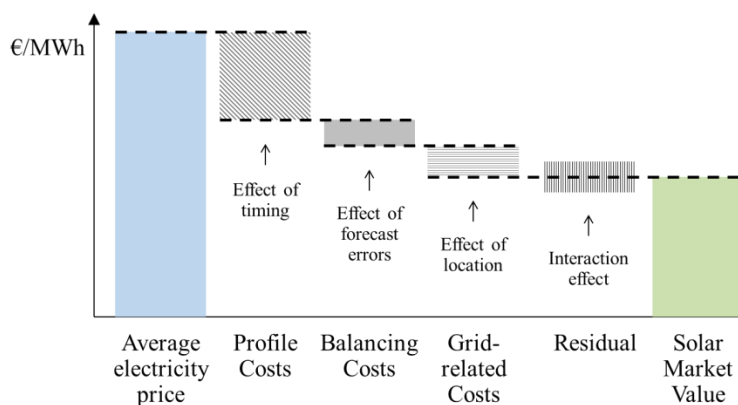 €/MWh
Effect of
timing
Effect of
forecast
errors
Effect of
location
Interaction
effect
Average
electricity
price
Profile
Costs
Balancing
Costs
Grid-
related
Costs
Residual
Solar
Market
Value